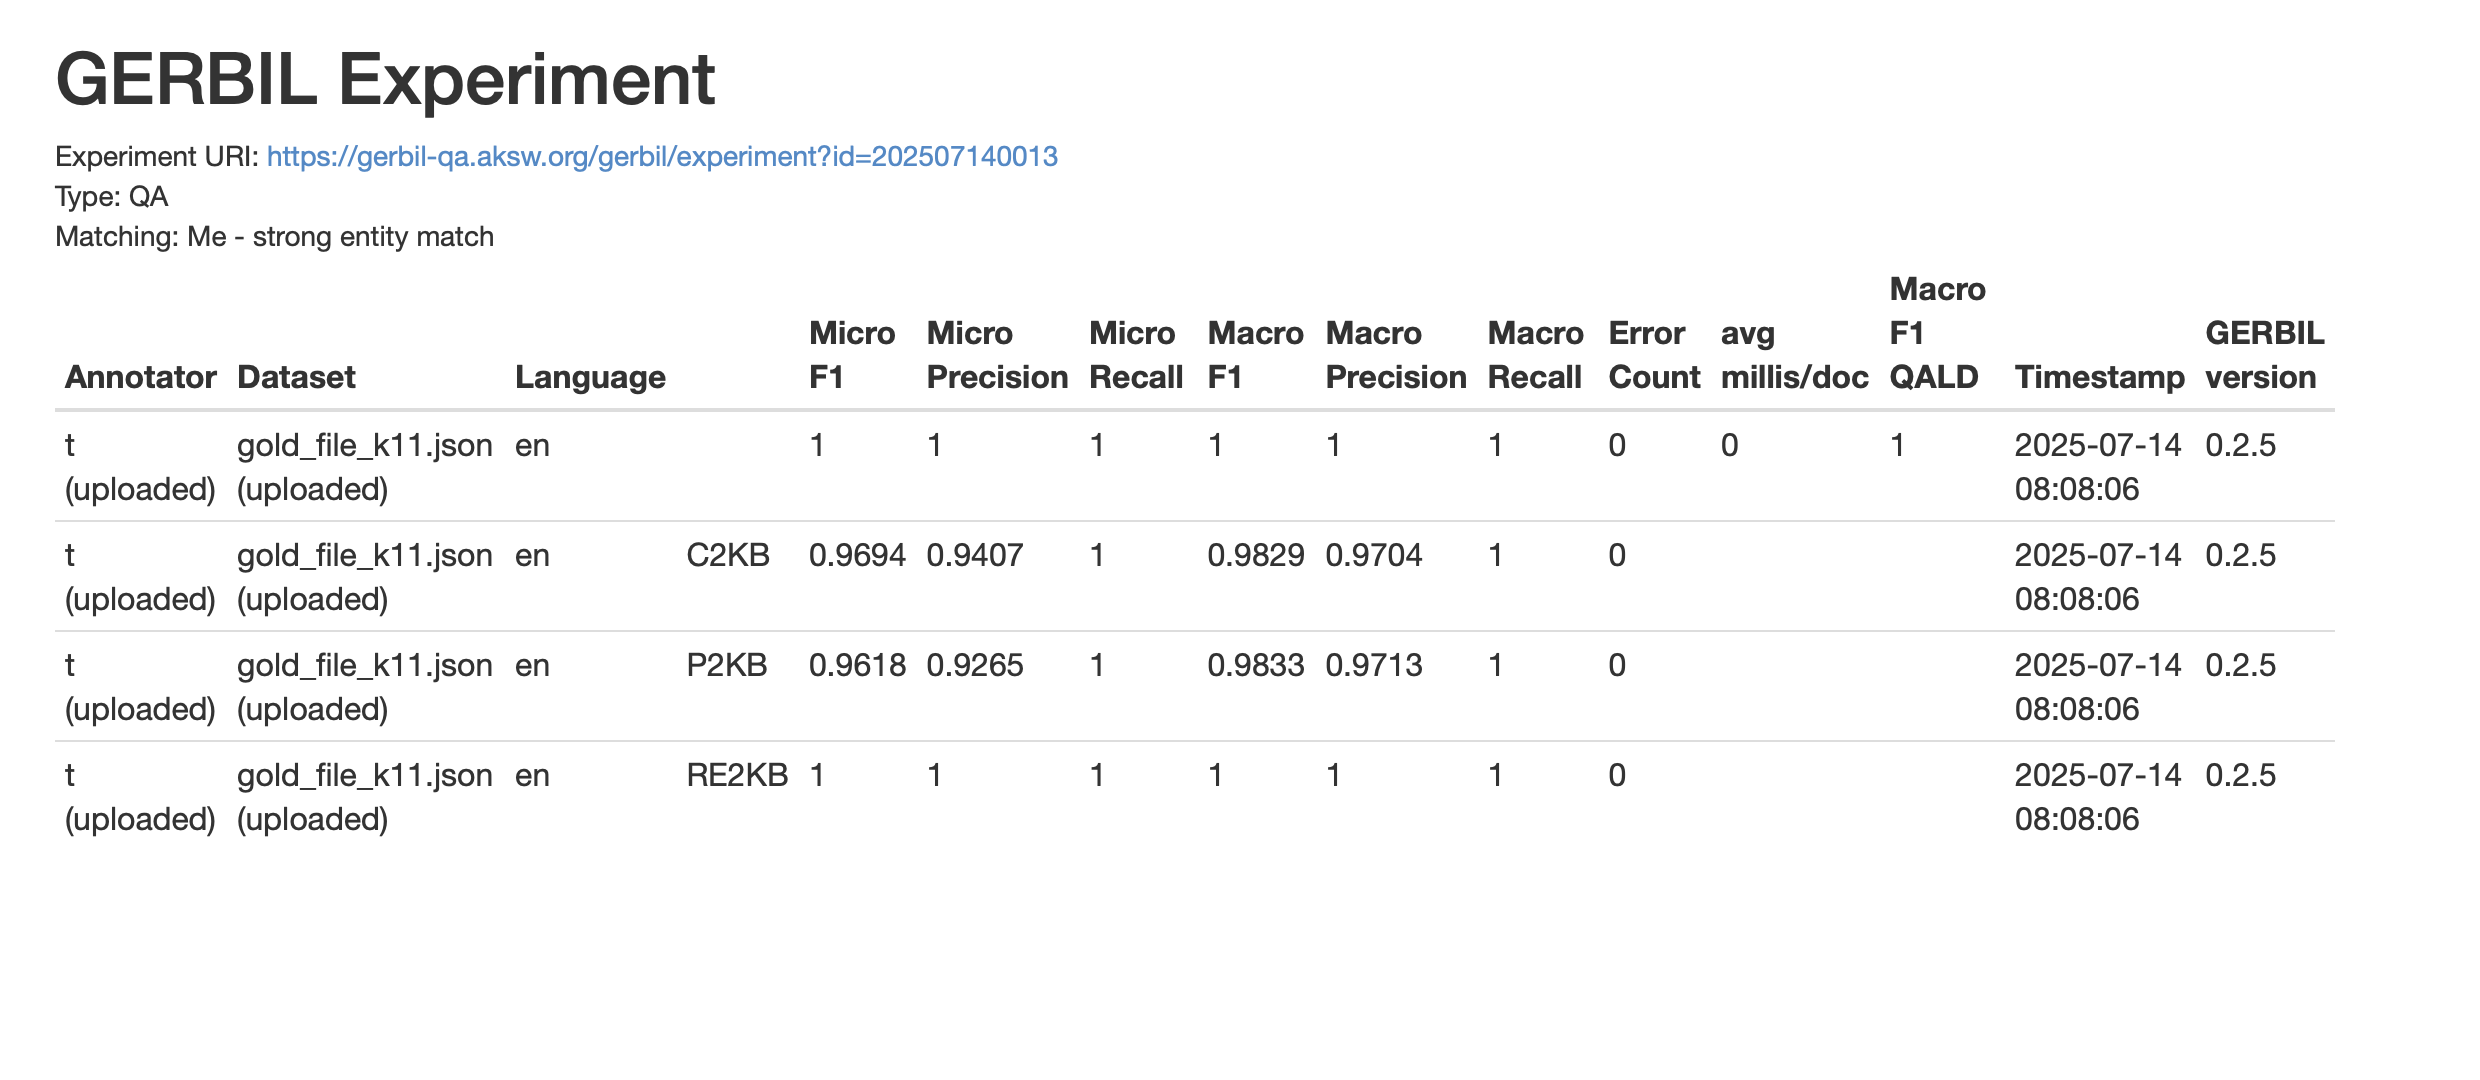 GERBIL Experiment
Experiment URI: https://gerbil-qa.aksw.org/gerbil/experiment?id=202507140013
Type: QA
Matching: Me - strong entity match
Annotator Dataset Language Micro F1 Micro Precision Micro Recall Macro F1 Macro Precision Macro Recall Error Count avg millis/doc Macro F1 QALD Timestamp GERBIL version
t (uploaded) gold_file_k11.json (uploaded) en 1 1 1 1 1 1 0 0 1 2025-07-14 08:08:06 0.2.5
t (uploaded) gold_file_k11.json (uploaded) en C2KB 0.9694 0.9407 1 0.9829 0.9704 1 0 2025-07-14 08:08:06 0.2.5
t (uploaded) gold_file_k11.json (uploaded) en P2KB 0.9618 0.9265 1 0.9833 0.9713 1 0 2025-07-14 08:08:06 0.2.5
t (uploaded) gold_file_k11.json (uploaded) en RE2KB 1 1 1 1 1 1 0 2025-07-14 08:08:06 0.2.5